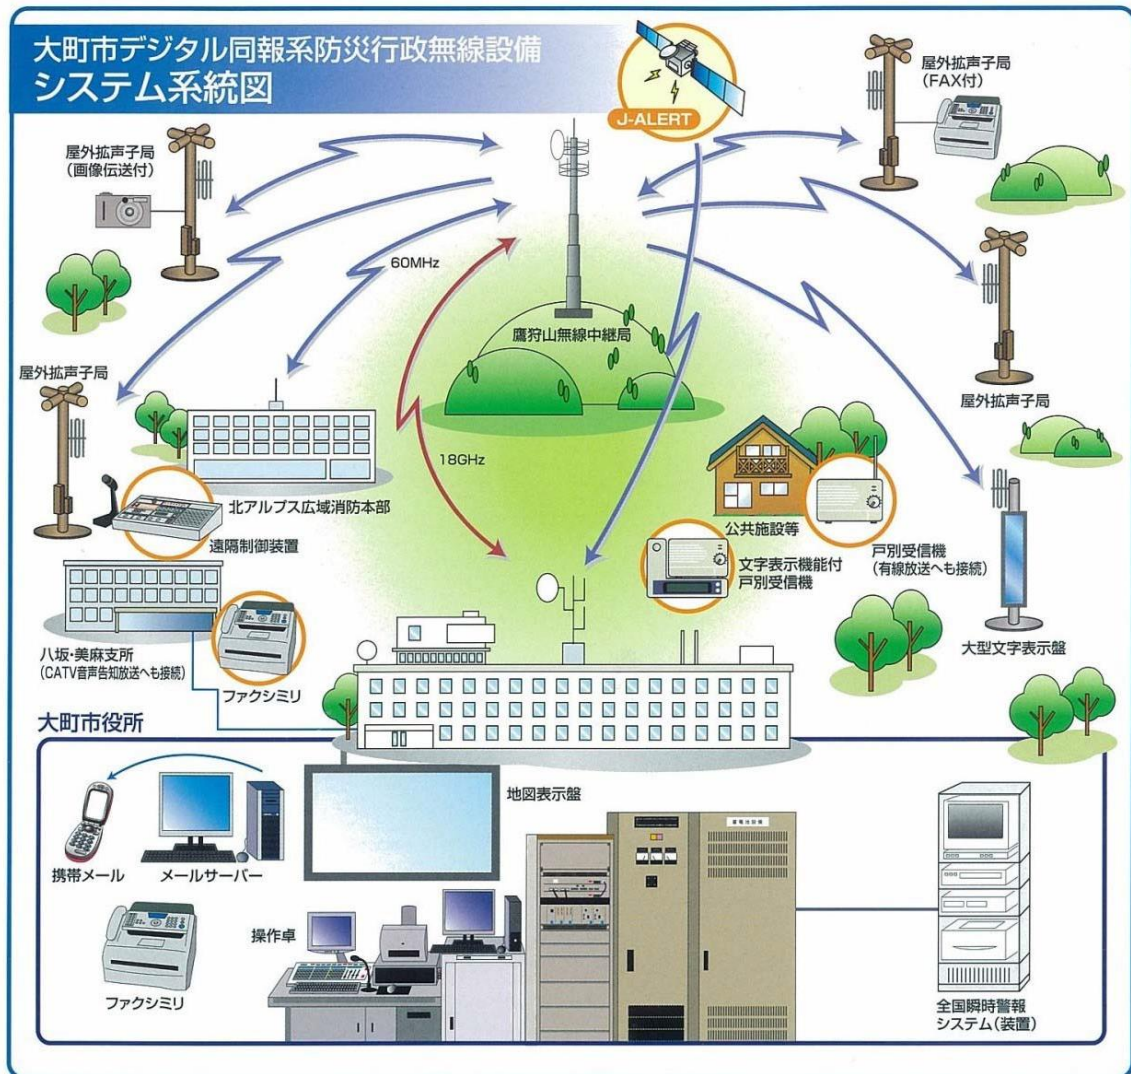 大町市デジタル同報系防災行政無線設備
システム系統図
J-ALERT
屋外拡声子局
(FAX付)
屋外拡声子局
(画像伝送付)
60MHz
鷹狩山無線中継局
屋外拡声子局
屋外拡声子局
18GHz
北アルプス広域消防本部
遠隔制御装置
公共施設等
戸別受信機
(有線放送へも接続)
文字表示機能付
戸別受信機
大型文字表示盤
八坂・美麻支所
(CATV音声告知放送へも接続)
ファクシミリ
大町市役所
地図表示盤
携帯メール
メールサーバー
操作卓
ファクシミリ
蓄電池設備
全国瞬時警報
システム(装置)